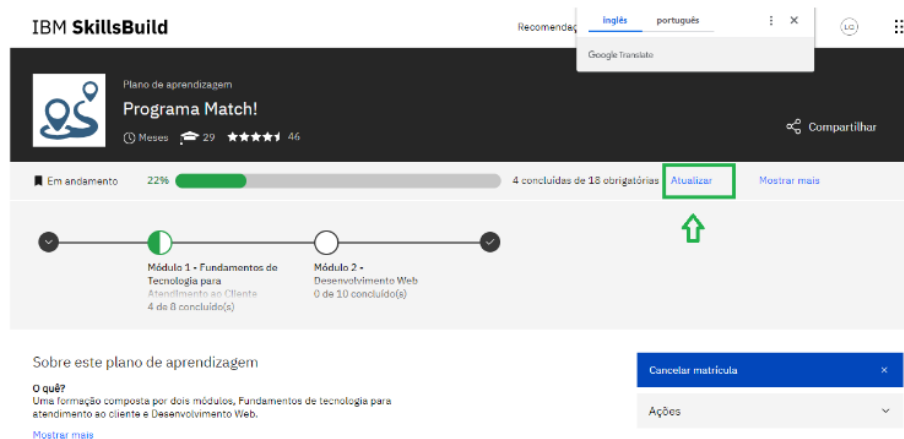 IBM SkillsBuild
Recomendaç
inglês português
LC
Google Translate
Plano de aprendizagem
Programa Match!
Meses 29 46
Compartilhar
Em andamento 22% 4 concluídas de 18 obrigatórias Atualizar Mostrar mais
Módulo 1 - Fundamentos de
Tecnologia para
Atendimento ao Cliente
4 de 8 concluído(s)
Módulo 2 -
Desenvolvimento Web
0 de 10 concluído(s)
Sobre este plano de aprendizagem
O quê?
Uma formação composta por dois módulos, Fundamentos de tecnologia para
atendimento ao cliente e Desenvolvimento Web.
Mostrar mais
Cancelar matrícula
Ações